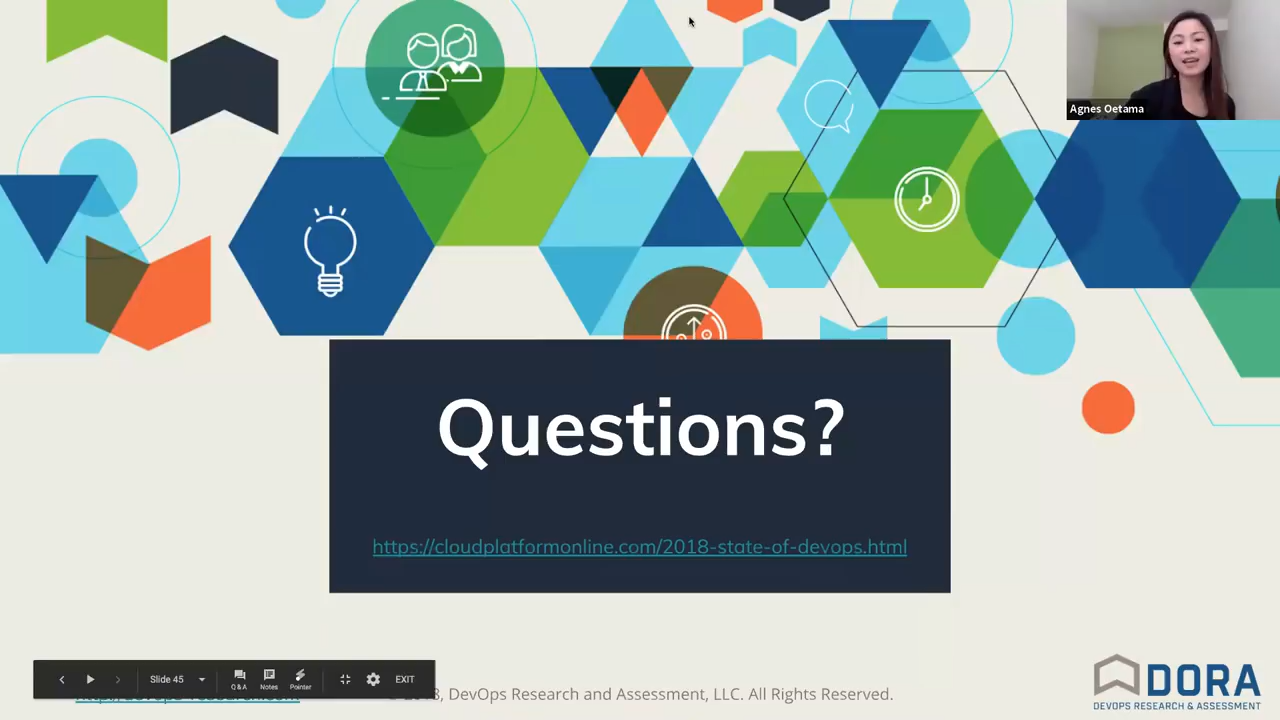 Agnes Oetama
Questions?
https://cloudplatformonline.com/2018-state-of-devops.html
Slide 45
Q & A
Notes
Pointer
EXIT
8, DevOps Research and Assessment, LLC. All Rights Reserved.
DORA
DEVOPS RESEARCH & ASSESSMENT